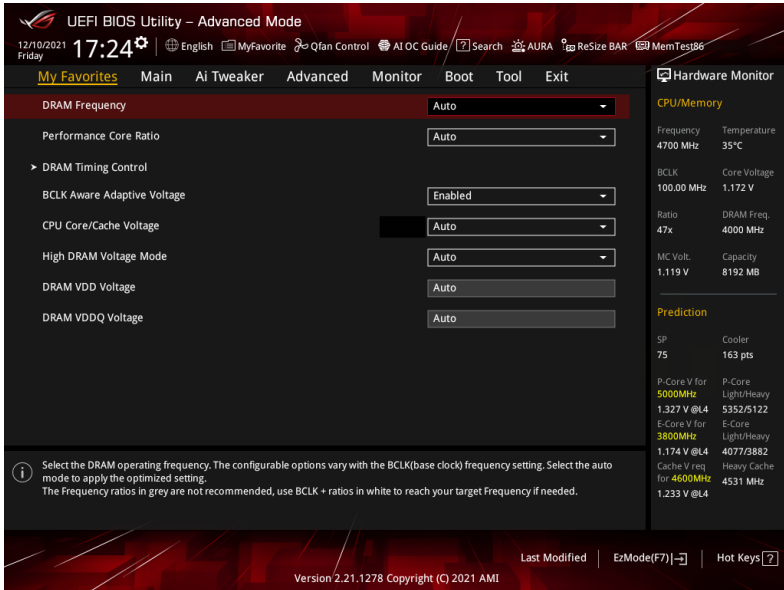 UEFI BIOS Utility – Advanced Mode
12/10/2021 Friday 17:24 English MyFavorite Qfan Control AI OC Guide ? Search AURA ReSize BAR MemTest86
My Favorites Main Ai Tweaker Advanced Monitor Boot Tool Exit
DRAM Frequency Auto
Performance Core Ratio Auto
DRAM Timing Control
BCLK Aware Adaptive Voltage Enabled
CPU Core/Cache Voltage Auto
High DRAM Voltage Mode Auto
DRAM VDD Voltage Auto
DRAM VDDQ Voltage Auto
Select the DRAM operating frequency. The configurable options vary with the BCLK(base clock) frequency setting. Select the auto
mode to apply the optimized setting.
The Frequency ratios in grey are not recommended, use BCLK + ratios in white to reach your target Frequency if needed.
Hardware Monitor
CPU/Memory
Frequency Temperature
4700 MHz 35°C
BCLK Core Voltage
100.00 MHz 1.172 V
Ratio DRAM Freq.
47x 4000 MHz
MC Volt. Capacity
1.119 V 8192 MB
Prediction
SP Cooler
75 163 pts
P-Core V for P-Core
5000MHz Light/Heavy
1.327 V @L4 5352/5122
E-Core V for E-Core
3800MHz Light/Heavy
1.174 V @L4 4077/3882
Cache V req Heavy Cache
for 4600MHz 4531 MHz
1.233 V @L4
Last Modified EzMode(F7) Hot Keys ?
Version 2.21.1278 Copyright (C) 2021 AMI